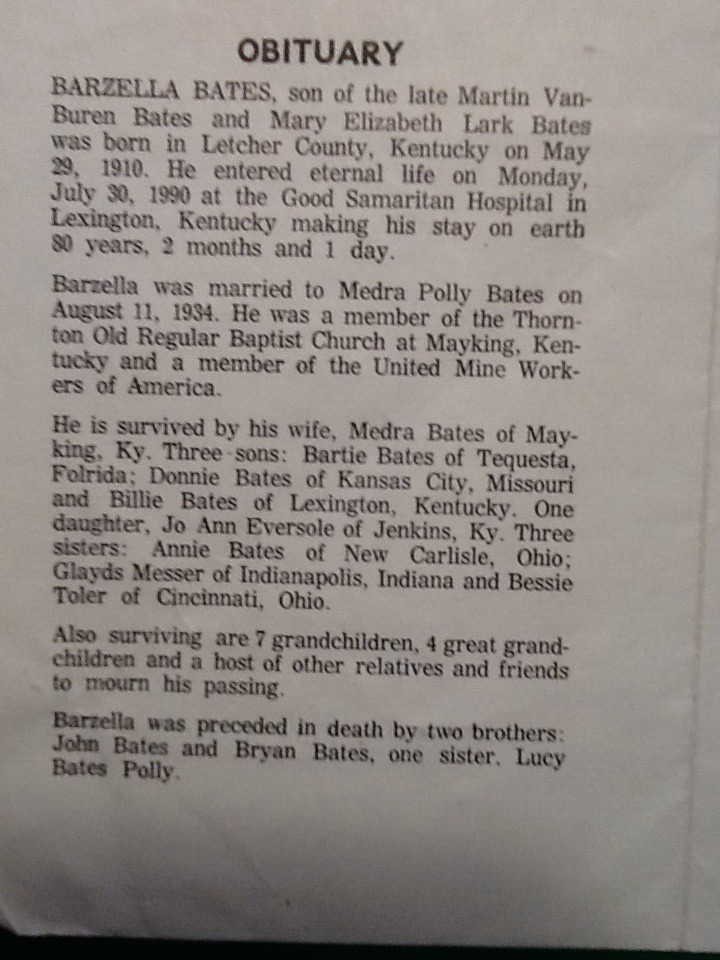 OBITUARY
BARZELLA BATES, son of the late Martin Van-
Buren Bates and Mary Elizabeth Lark Bates
was born in Letcher County, Kentucky on May
29, 1910. He entered eternal life on Monday,
July 30, 1990 at the Good Samaritan Hospital in
Lexington, Kentucky making his stay on earth
80 years, 2 months and 1 day.
Barzella was married to Medra Polly Bates on
August 11, 1934. He was a member of the Thorn-
ton Old Regular Baptist Church at Mayking, Ken-
tucky and a member of the United Mine Work-
ers of America.
He is survived by his wife, Medra Bates of May-
king, Ky. Three sons: Bartie Bates of Tequesta,
Folrida; Donnie Bates of Kansas City, Missouri
and Billie Bates of Lexington, Kentucky. One
daughter, Jo Ann Eversole of Jenkins, Ky. Three
sisters: Annie Bates of New Carlisle, Ohio;
Glayds Messer of Indianapolis, Indiana and Bessie
Toler of Cincinnati, Ohio.
Also surviving are 7 grandchildren, 4 great grand-
children and a host of other relatives and friends
to mourn his passing.
Barzella was preceded in death by two brothers:
John Bates and Bryan Bates, one sister. Lucy
Bates Polly.